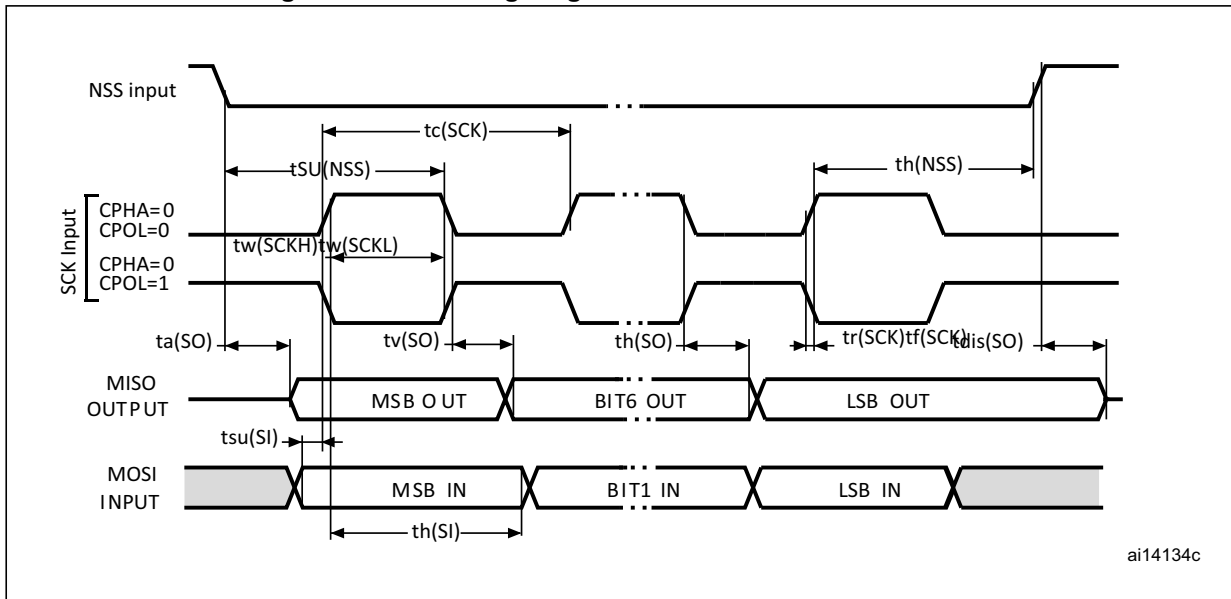 NSS input
tc(SCK)
tSU(NSS)
th(NSS)
SCK Input
CPHA=0
CPOL=0
tw(SCKH)tw(SCKL)
CPHA=0
CPOL=1
ta(SO)
tv(SO)
th(SO)
tr(SCK)tf(SCK)
tdis(SO)
MISO
OUTPUT
MSB OUT
BIT6 OUT
LSB OUT
tsu(SI)
MOSI
INPUT
MSB IN
BIT1 IN
LSB IN
th(SI)
ai14134c